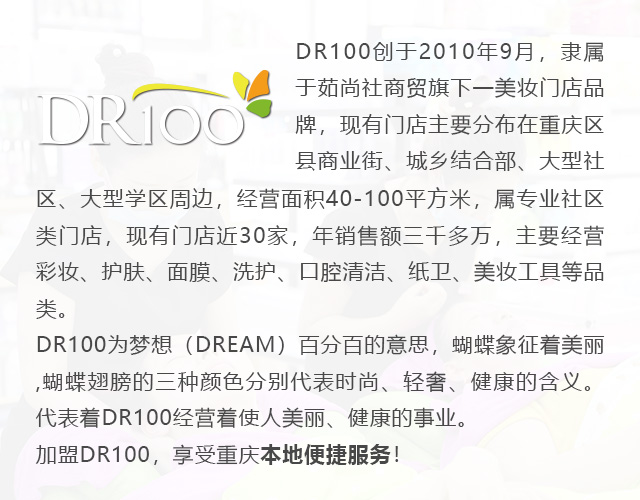 DR100
DR100创于2010年9月，隶属
于茹尚社商贸旗下一美妆门店品
牌，现有门店主要分布在重庆区
县商业街、城乡结合部、大型社
区、大型学区周边，经营面积40-100平方米，属专业社区
类门店，现有门店近30家，年销售额三千多万，主要经营
彩妆、护肤、面膜、洗护、口腔清洁、纸卫、美妆工具等品
类。
DR100为梦想（DREAM）百分百的意思，蝴蝶象征着美丽
,蝴蝶翅膀的三种颜色分别代表时尚、轻奢、健康的含义。
代表着DR100经营着使人美丽、健康的事业。
加盟DR100，享受重庆本地便捷服务！